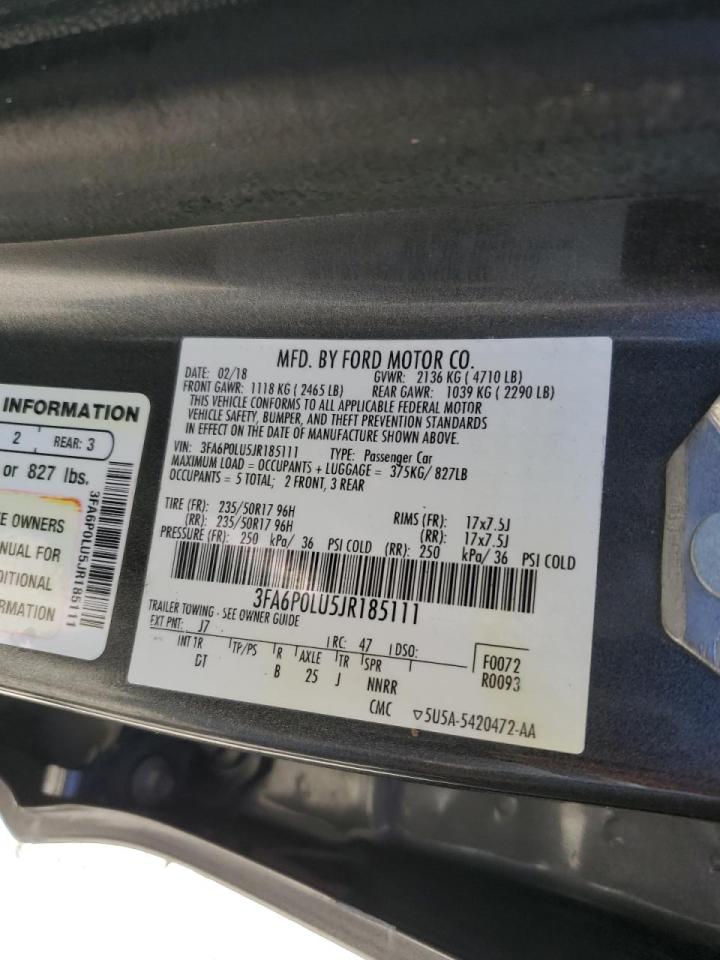 MFD. BY FORD MOTOR CO.
DATE: 02/18 GVWR: 2136 KG ( 4710 LB)
FRONT GAWR: 1118 KG ( 2465 LB) REAR GAWR: 1039 KG ( 2290 LB)
THIS VEHICLE CONFORMS TO ALL APPLICABLE FEDERAL MOTOR
VEHICLE SAFETY, BUMPER, AND THEFT PREVENTION STANDARDS
IN EFFECT ON THE DATE OF MANUFACTURE SHOWN ABOVE.
VIN: 3FA6P0LU5JR185111 TYPE: Passenger Car
MAXIMUM LOAD = OCCUPANTS + LUGGAGE = 375KG/ 827LB
OCCUPANTS = 5 TOTAL; 2 FRONT, 3 REAR
TIRE (FR): 235/50R17 96H RIMS (FR): 17x7.5J
(RR): 235/50R17 96H (RR): 17x7.5J
PRESSURE (FR): 250 kPa/ 36 PSI COLD (RR): 250 kPa/ 36 PSI COLD
3FA6P0LU5JR185111
TRAILER TOWING - SEE OWNER GUIDE
EXT PNT: J7 RC: 47 DSO: F0072
INT TR TP/PS R AXLE TR SPR R0093
DT B 25 J NNRR
CMC ▽5U5A-5420472-AA
INFORMATION
2 REAR: 3
or 827 lbs.
E OWNERS
NUAL FOR
DITIONAL
ORMATION
3FA6P0LU5JR185111